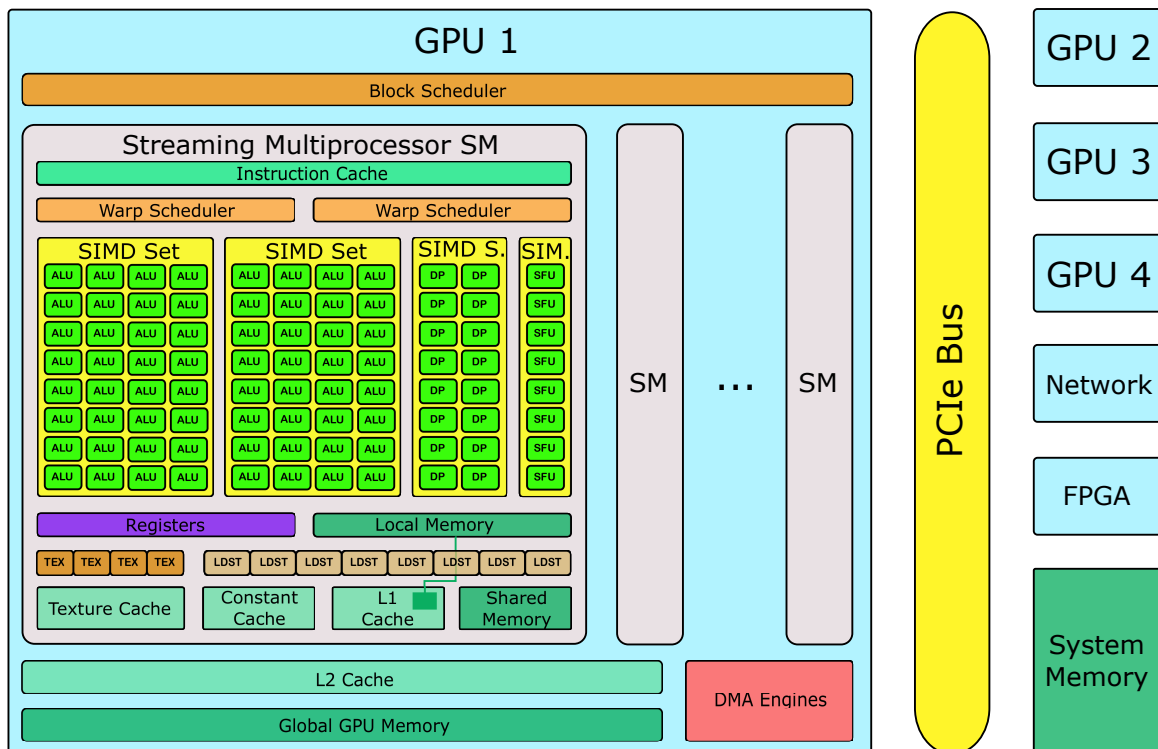 GPU 1
Block Scheduler
Streaming Multiprocessor SM
Instruction Cache
Warp Scheduler Warp Scheduler
SIMD Set SIMD Set SIMD S. SIM.
ALU ALU ALU ALU ALU ALU ALU ALU DP DP SFU
ALU ALU ALU ALU ALU ALU ALU ALU DP DP SFU
ALU ALU ALU ALU ALU ALU ALU ALU DP DP SFU
ALU ALU ALU ALU ALU ALU ALU ALU DP DP SFU
ALU ALU ALU ALU ALU ALU ALU ALU DP DP SFU
ALU ALU ALU ALU ALU ALU ALU ALU DP DP SFU
ALU ALU ALU ALU ALU ALU ALU ALU DP DP SFU
ALU ALU ALU ALU ALU ALU ALU ALU DP DP SFU
Registers Local Memory
TEX TEX TEX TEX LDST LDST LDST LDST LDST LDST LDST LDST
Texture Cache
Constant
Cache
L1
Cache
Shared
Memory
SM ... SM
L2 Cache
Global GPU Memory
DMA Engines
PCIe Bus
GPU 2
GPU 3
GPU 4
Network
FPGA
System
Memory